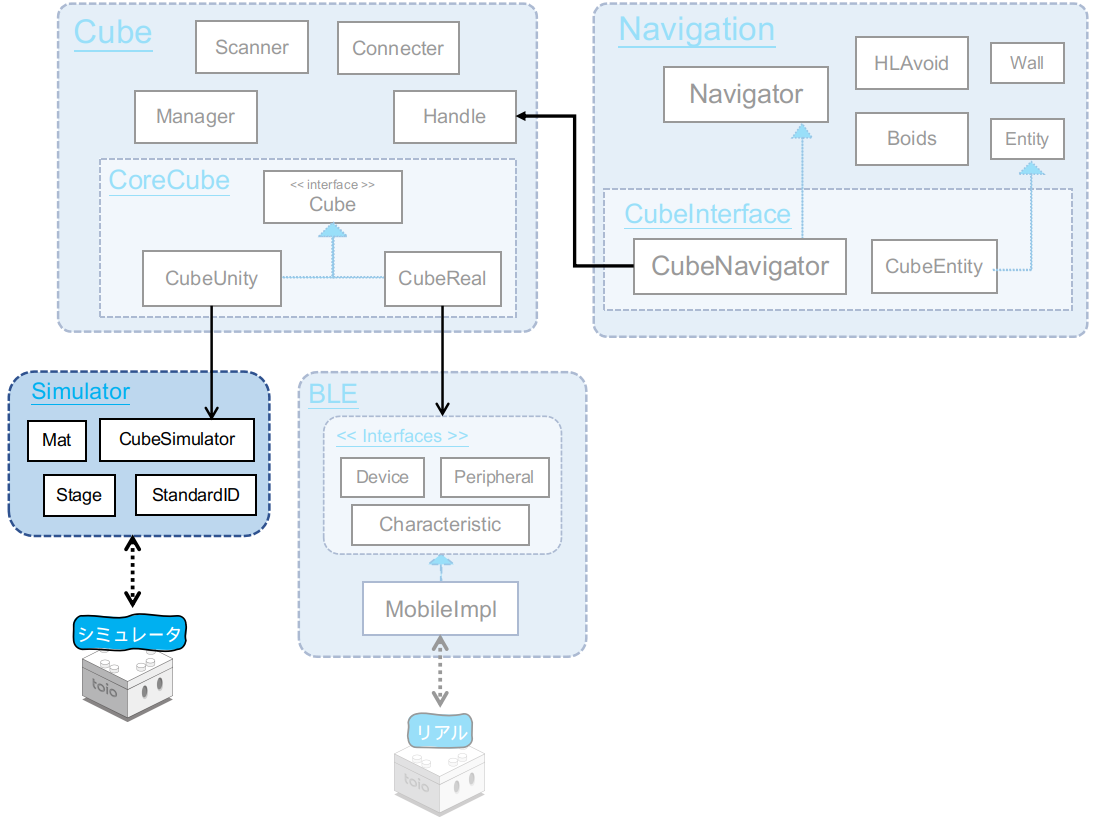 Cube
Scanner
Connecter
Manager
Handle
CoreCube
<< interface >>
Cube
CubeUnity
CubeReal
Navigation
Navigator
HLAvoid
Wall
Boids
Entity
CubeInterface
CubeNavigator
CubeEntity
Simulator
Mat
CubeSimulator
Stage
StandardID
シミュレータ
toio
BLE
<< Interfaces >>
Device
Peripheral
Characteristic
MobileImpl
リアル
toio